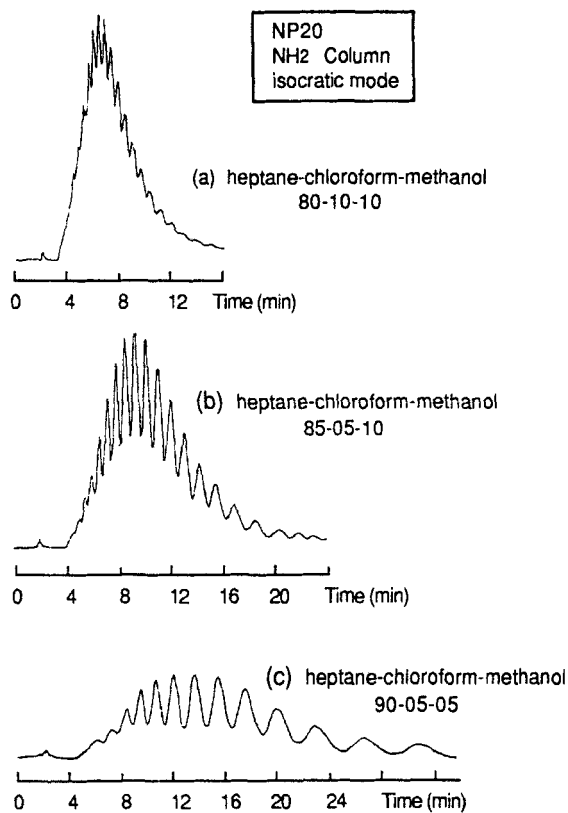 NP20
NH2 Column
isocratic mode
(a) heptane-chloroform-methanol
80-10-10
0 4 8 12 Time (min)
(b) heptane-chloroform-methanol
85-05-10
0 4 8 12 16 20 Time (min)
(c) heptane-chloroform-methanol
90-05-05
0 4 8 12 16 20 24 Time (min)